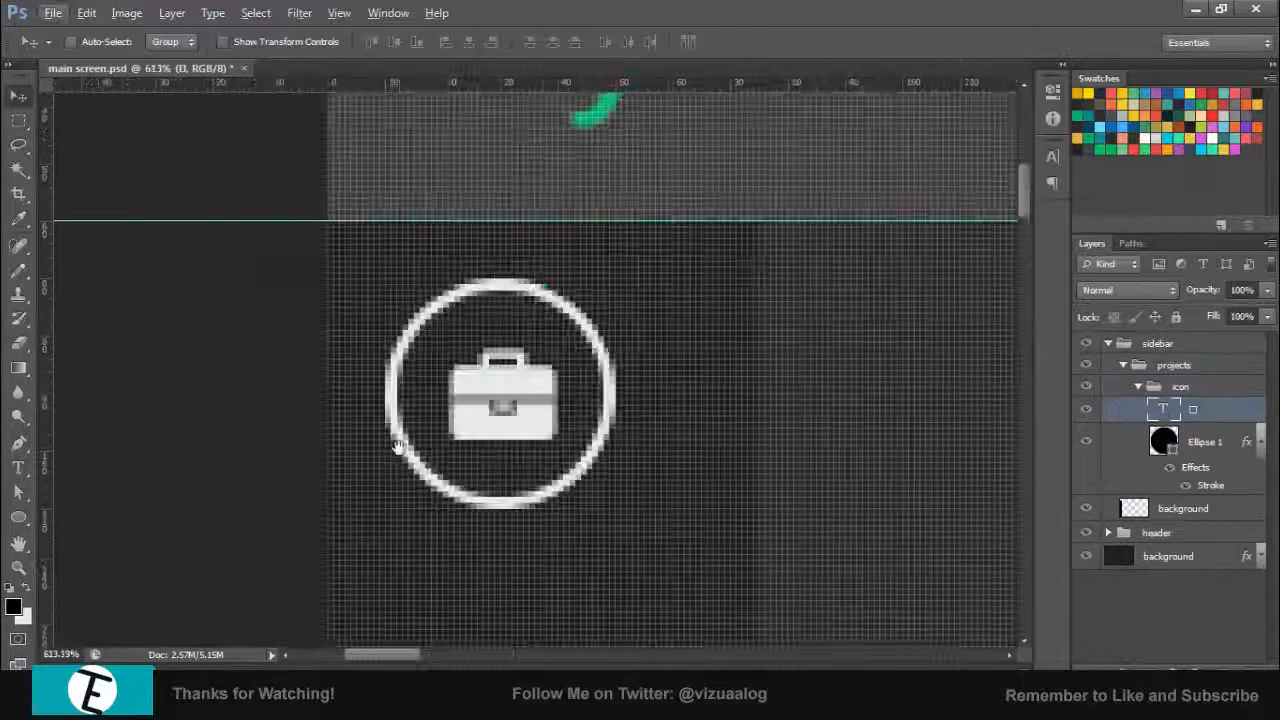 Ps File Edit Image Layer Type Select Filter View Window Help
Auto-Select: Group Show Transform Controls Essentials
main screen.psd @ 613% (, RGB/8) * ×
Swatches
Layers Paths
Kind T
Normal Opacity: 100%
Lock: Fill: 100%
sidebar
projects
icon
T
Ellipse 1 fx
Effects
Stroke
background
header
background fx
613.39% Doc: 2.57M/5.15M
Thanks for Watching! Follow Me on Twitter: @vizuaalog Remember to Like and Subscribe